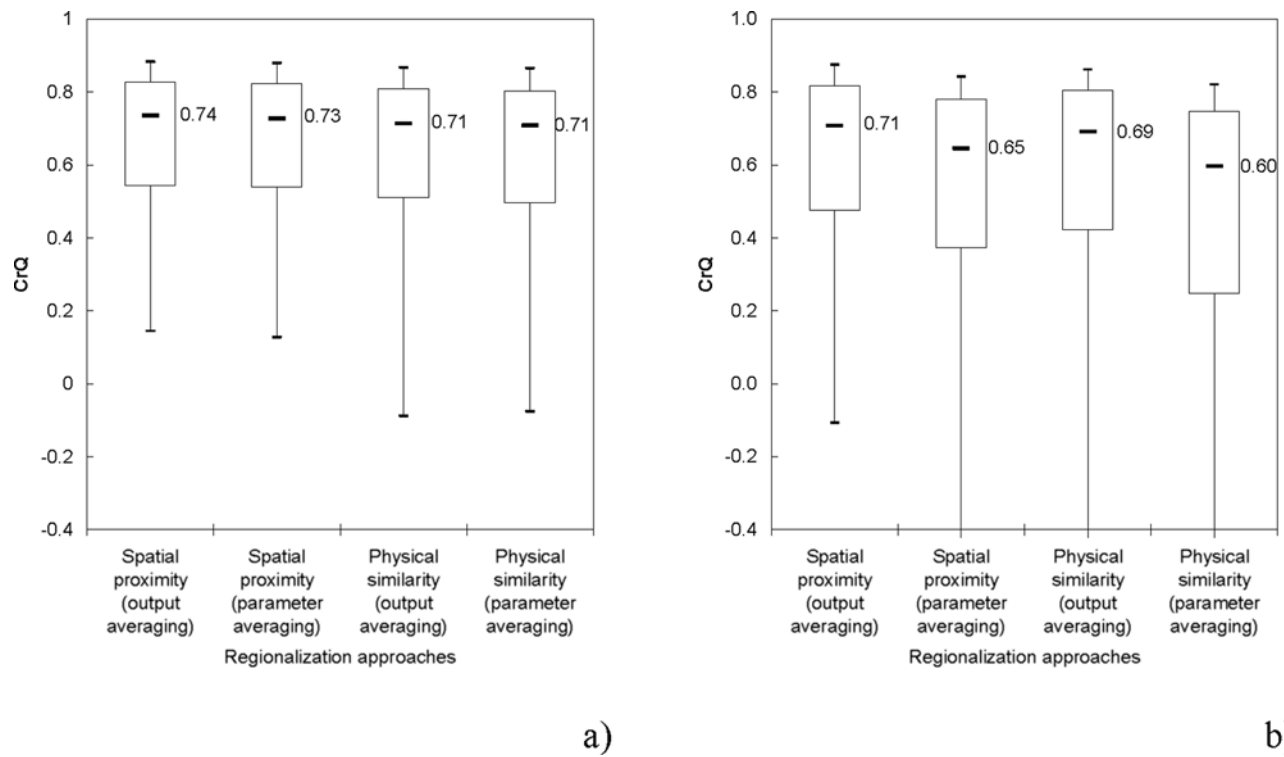 1
0.8
0.6
0.4
0.2
0
-0.2
-0.4
CrQ
0.74
0.73
0.71
0.71
Spatial
proximity
(output
averaging)
Spatial
proximity
(parameter
averaging)
Physical
similarity
(output
averaging)
Physical
similarity
(parameter
averaging)
Regionalization approaches
a)
1.0
0.8
0.6
0.4
0.2
0.0
-0.2
-0.4
CrQ
0.71
0.65
0.69
0.60
Spatial
proximity
(output
averaging)
Spatial
proximity
(parameter
averaging)
Physical
similarity
(output
averaging)
Physical
similarity
(parameter
averaging)
Regionalization approaches
b